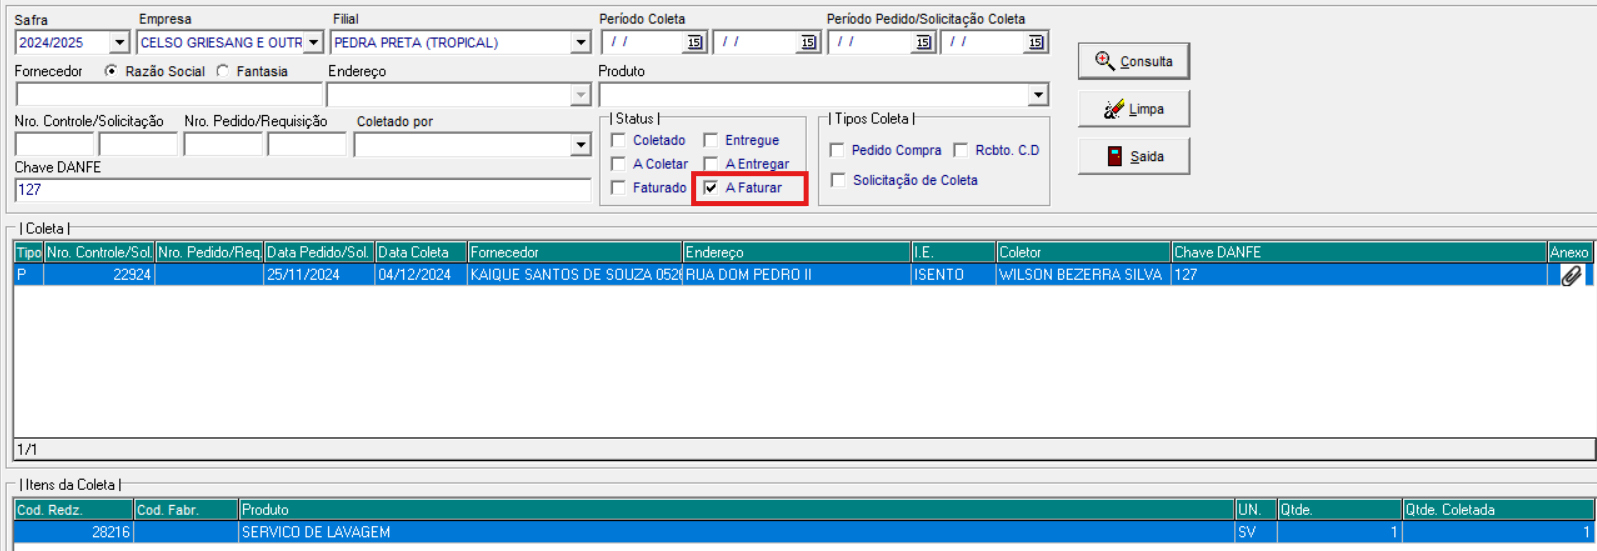 Safra Empresa Filial Período Coleta Período Pedido/Solicitação Coleta
2024/2025 CELSO GRIESANG E OUTR PEDRA PRETA (TROPICAL) / / 15 / / 15 / / 15 / / 15
Consulta
Fornecedor Razão Social Fantasia Endereço Produto
Limpa
Nro. Controle/Solicitação Nro. Pedido/Requisição Coletado por
| Status | | Tipos Coleta |
Coletado Entregue Pedido Compra Rcbto. C.D
Saida
A Coletar A Entregar
Chave DANFE
Faturado A Faturar Solicitação de Coleta
127
| Coleta |
Tipo Nro. Controle/Sol. Nro. Pedido/Req. Data Pedido/Sol. Data Coleta Fornecedor Endereço I.E. Coletor Chave DANFE Anexo
P 22924 25/11/2024 04/12/2024 KAIQUE SANTOS DE SOUZA 052 RUA DOM PEDRO II ISENTO WILSON BEZERRA SILVA 127
1/1
| Itens da Coleta |
Cod. Redz. Cod. Fabr. Produto UN. Qtde. Qtde. Coletada
28216 SERVICO DE LAVAGEM SV 1 1